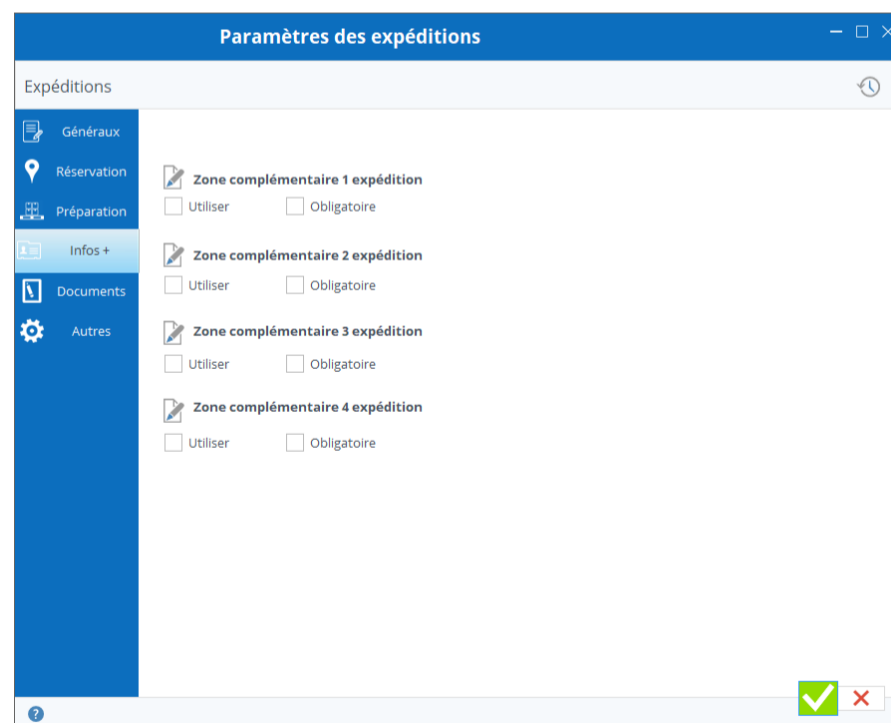 Paramètres des expéditions
Expéditions
Généraux
Réservation
Préparation
Infos +
Documents
Autres
Zone complémentaire 1 expédition
Utiliser Obligatoire
Zone complémentaire 2 expédition
Utiliser Obligatoire
Zone complémentaire 3 expédition
Utiliser Obligatoire
Zone complémentaire 4 expédition
Utiliser Obligatoire
?